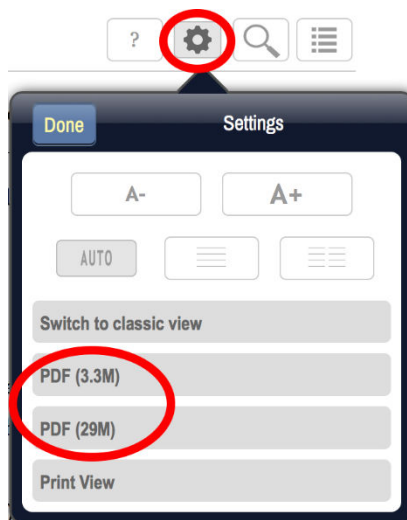 ?
Done Settings
A- A+
AUTO
Switch to classic view
PDF (3.3M)
PDF (29M)
Print View